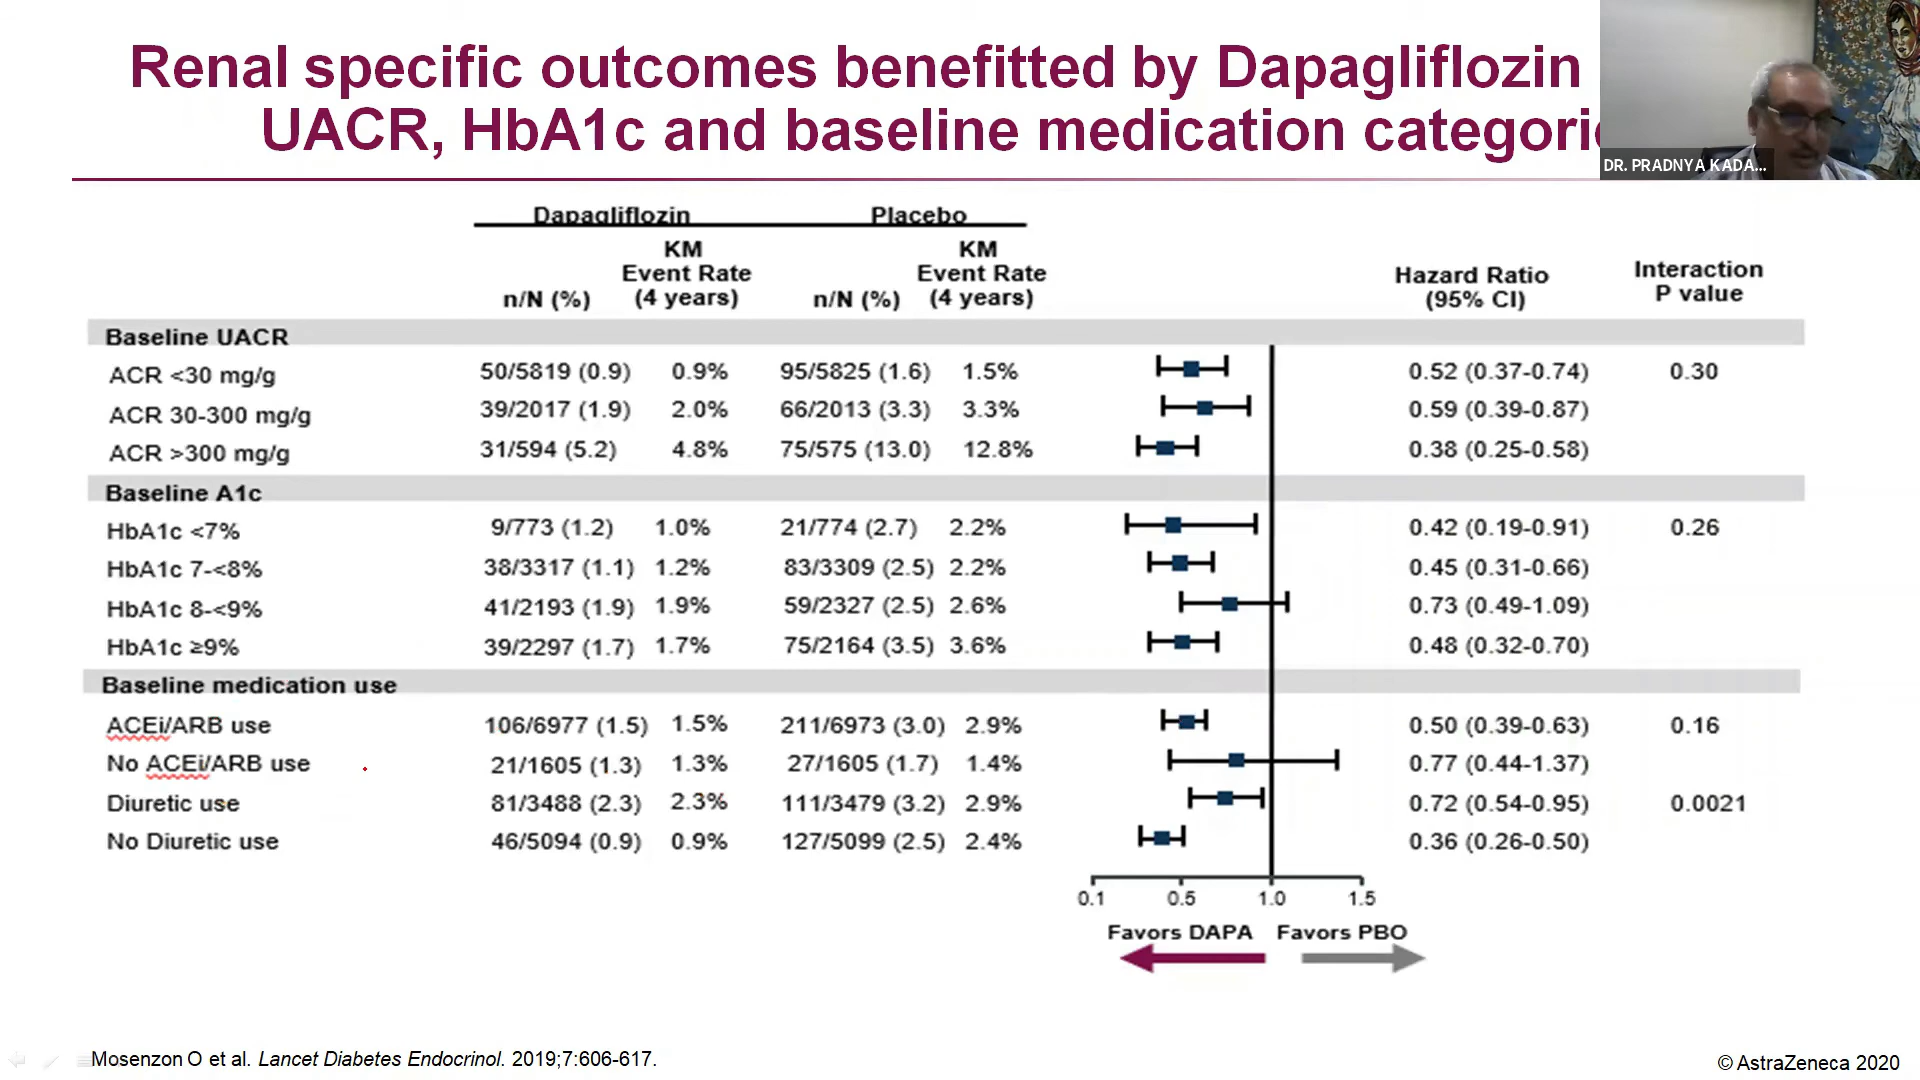 Renal specific outcomes benefitted by Dapagliflozin
UACR, HbA1c and baseline medication
DR. PRADNYA KADA...
Dapagliflozin Placebo
n/N (%) KM Event Rate (4 years) n/N (%) KM Event Rate (4 years) Hazard Ratio (95% CI) Interaction P value
Baseline UACR
ACR <30 mg/g 50/5819 (0.9) 0.9% 95/5825 (1.6) 1.5% 0.52 (0.37-0.74) 0.30
ACR 30-300 mg/g 39/2017 (1.9) 2.0% 66/2013 (3.3) 3.3% 0.59 (0.39-0.87)
ACR >300 mg/g 31/594 (5.2) 4.8% 75/575 (13.0) 12.8% 0.38 (0.25-0.58)
Baseline A1c
HbA1c <7% 9/773 (1.2) 1.0% 21/774 (2.7) 2.2% 0.42 (0.19-0.91) 0.26
HbA1c 7-<8% 38/3317 (1.1) 1.2% 83/3309 (2.5) 2.2% 0.45 (0.31-0.66)
HbA1c 8-<9% 41/2193 (1.9) 1.9% 59/2327 (2.5) 2.6% 0.73 (0.49-1.09)
HbA1c ≥9% 39/2297 (1.7) 1.7% 75/2164 (3.5) 3.6% 0.48 (0.32-0.70)
Baseline medication use
ACEi/ARB use 106/6977 (1.5) 1.5% 211/6973 (3.0) 2.9% 0.50 (0.39-0.63) 0.16
No ACEi/ARB use 21/1605 (1.3) 1.3% 27/1605 (1.7) 1.4% 0.77 (0.44-1.37)
Diuretic use 81/3488 (2.3) 2.3% 111/3479 (3.2) 2.9% 0.72 (0.54-0.95) 0.0021
No Diuretic use 46/5094 (0.9) 0.9% 127/5099 (2.5) 2.4% 0.36 (0.26-0.50)
0.1 0.5 1.0 1.5
Favors DAPA Favors PBO
Mosenzon O et al. Lancet Diabetes Endocrinol. 2019;7:606-617.
© AstraZeneca 2020